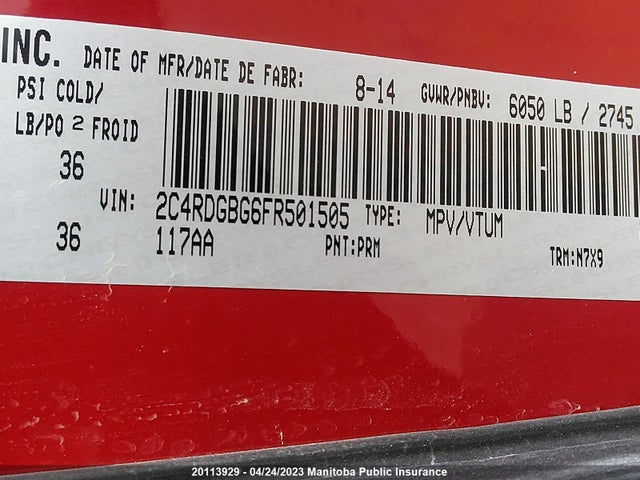 INC. DATE OF MFR/DATE DE FABR: 8-14 GVWR/PNBV: 6050 LB / 2745
PSI COLD/
LB/PO 2 FROID
36
VIN: 2C4RDGBG6FR501505 TYPE: MPV/VTUM
36 117AA PNT:PRM TRM:N7X9
20113929 - 04/24/2023 Manitoba Public Insurance